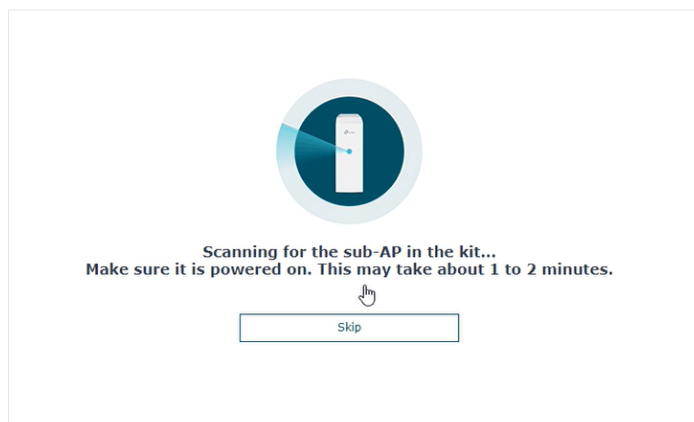 Scanning for the sub-AP in the kit...
Make sure it is powered on. This may take about 1 to 2 minutes.
Skip